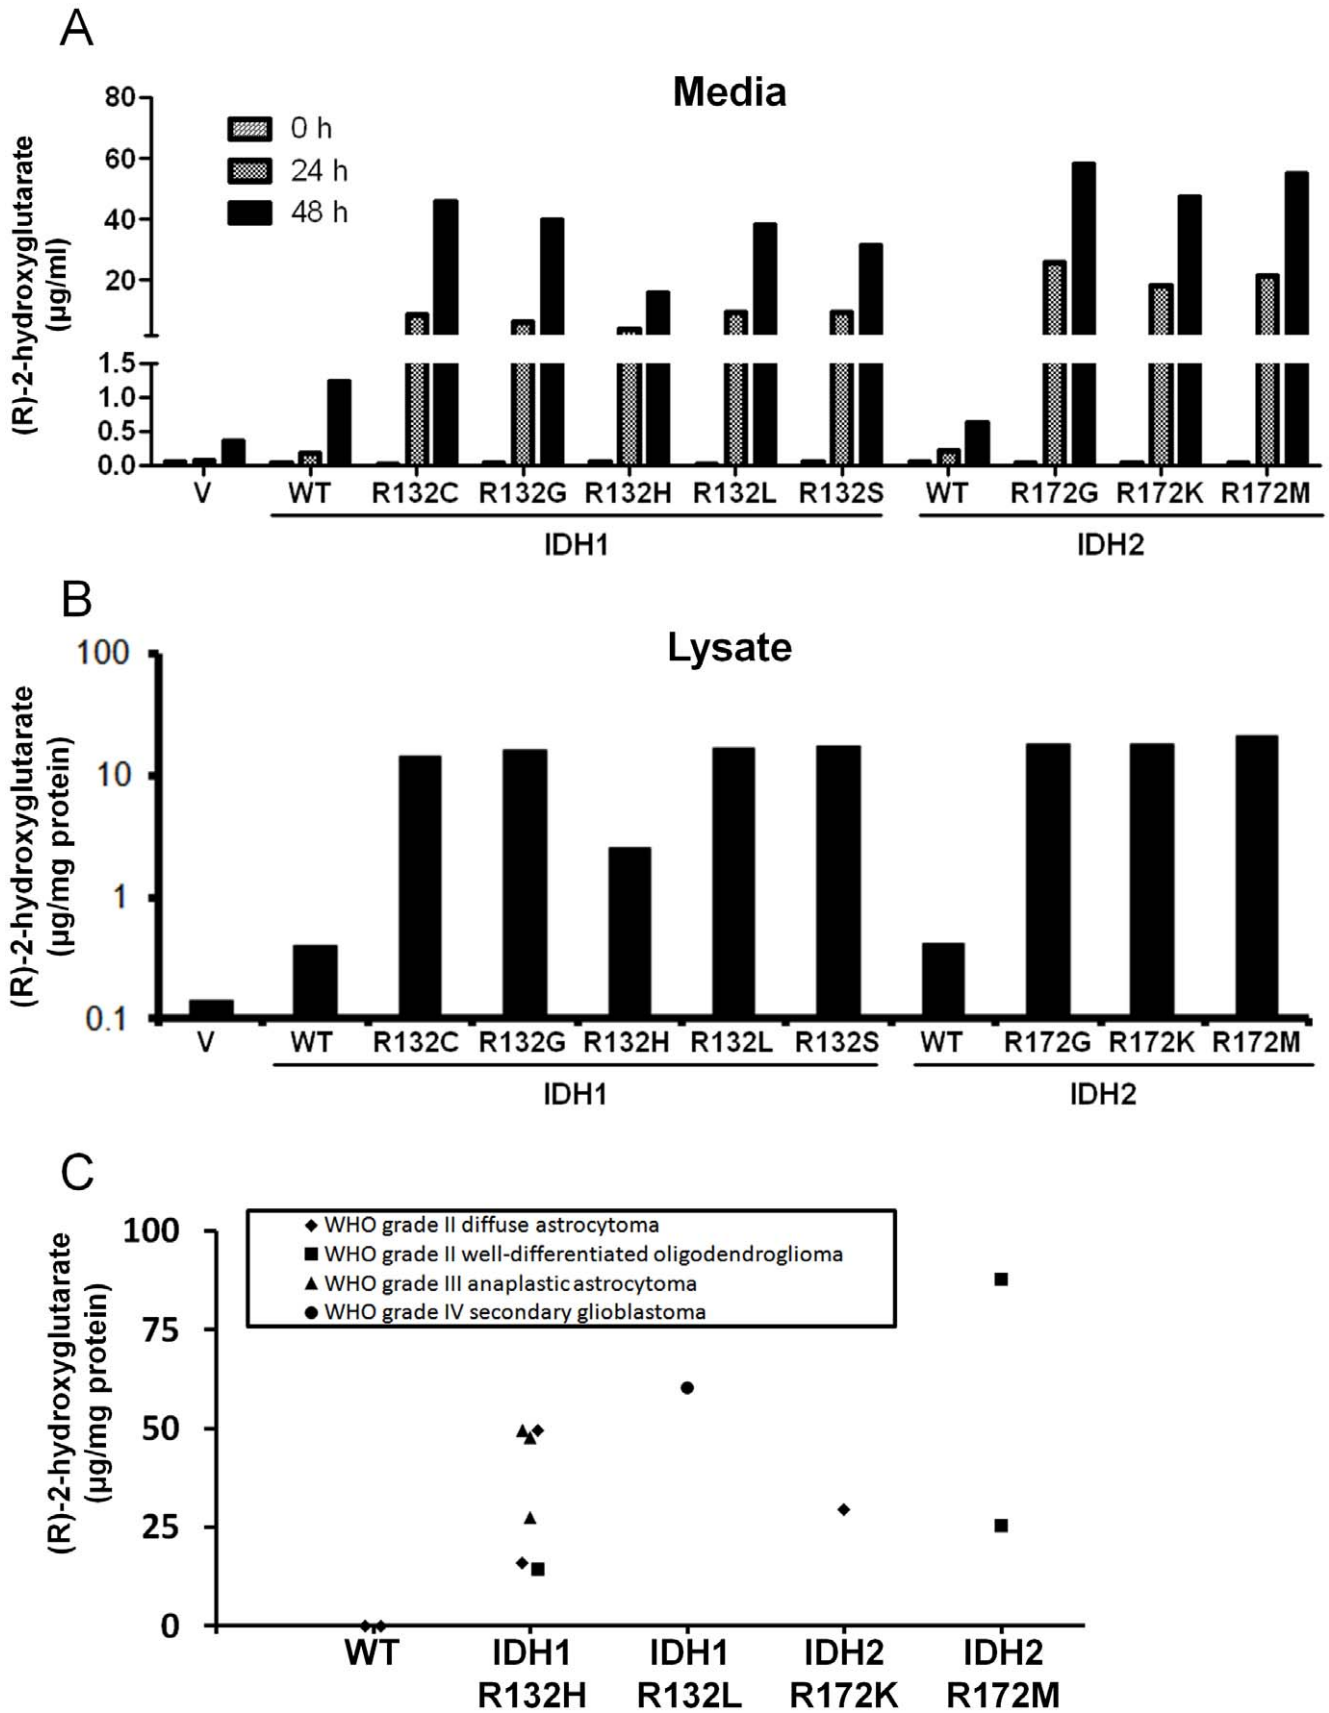 A
Media
(R)-2-hydroxyglutarate
(µg/ml)
80
60
40
20
1.5
1.0
0.5
0.0
0 h
24 h
48 h
V WT R132C R132G R132H R132L R132S WT R172G R172K R172M
IDH1 IDH2
B
Lysate
(R)-2-hydroxyglutarate
(µg/mg protein)
100
10
1
0.1
V WT R132C R132G R132H R132L R132S WT R172G R172K R172M
IDH1 IDH2
C
(R)-2-hydroxyglutarate
(µg/mg protein)
100
75
50
25
0
WHO grade II diffuse astrocytoma
WHO grade II well-differentiated oligodendroglioma
WHO grade III anaplastic astrocytoma
WHO grade IV secondary glioblastoma
WT IDH1 IDH1 IDH2 IDH2
R132H R132L R172K R172M